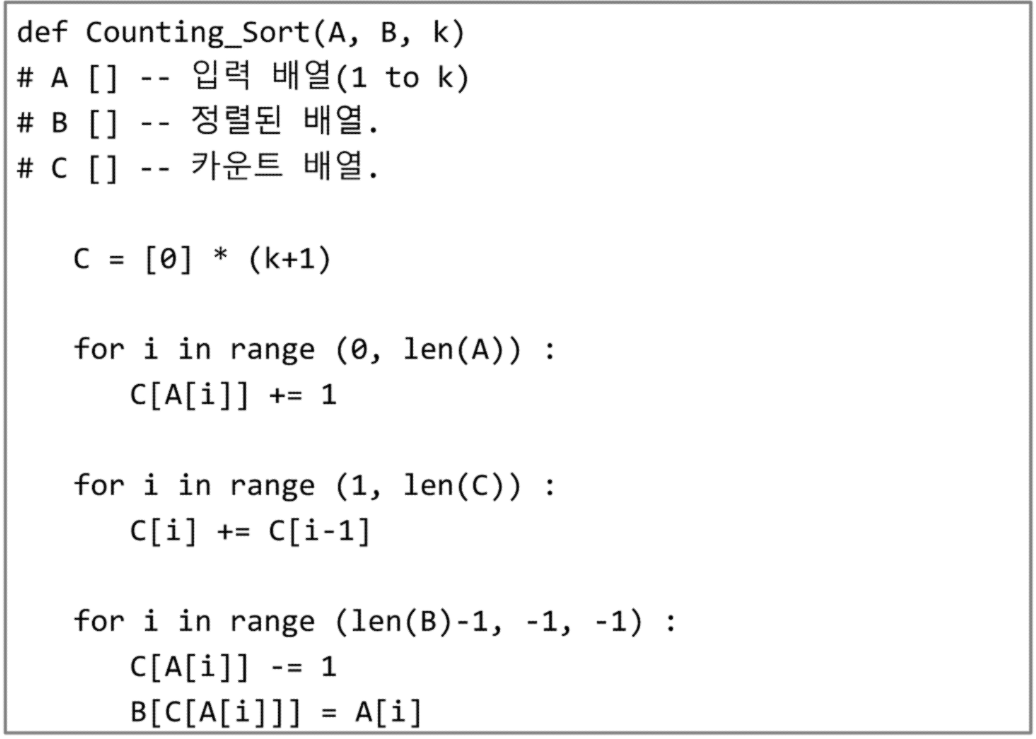 def Counting_Sort(A, B, k)
# A [] -- 입력 배열(1 to k)
# B [] -- 정렬된 배열.
# C [] -- 카운트 배열.
C = [0] * (k+1)
for i in range (0, len(A)) :
C[A[i]] += 1
for i in range (1, len(C)) :
C[i] += C[i-1]
for i in range (len(B)-1, -1, -1) :
C[A[i]] -= 1
B[C[A[i]]] = A[i]